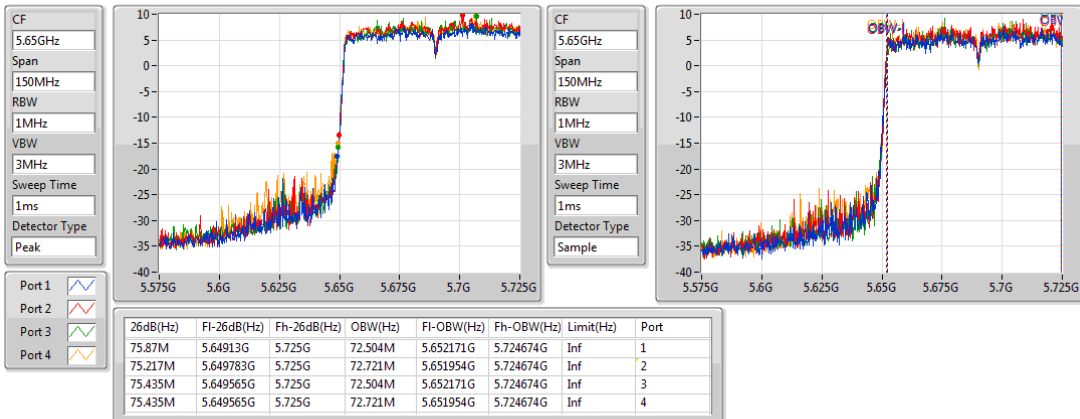 CF
5.65GHz
Span
150MHz
RBW
1MHz
VBW
3MHz
Sweep Time
1ms
Detector Type
Peak
Port 1
Port 2
Port 3
Port 4
10
5
0
-5
-10
-15
-20
-25
-30
-35
-40
5.575G 5.6G 5.625G 5.65G 5.675G 5.7G 5.725G
CF
5.65GHz
Span
150MHz
RBW
1MHz
VBW
3MHz
Sweep Time
1ms
Detector Type
Sample
10
5
0
-5
-10
-15
-20
-25
-30
-35
-40
5.575G 5.6G 5.625G 5.65G 5.675G 5.7G 5.725G
26dB(Hz) Fl-26dB(Hz) Fh-26dB(Hz) OBW(Hz) Fl-OBW(Hz) Fh-OBW(Hz) Limit(Hz) Port
75.87M 5.64913G 5.725G 72.504M 5.652171G 5.724674G Inf 1
75.217M 5.649783G 5.725G 72.721M 5.651954G 5.724674G Inf 2
75.435M 5.649565G 5.725G 72.504M 5.652171G 5.724674G Inf 3
75.435M 5.649565G 5.725G 72.721M 5.651954G 5.724674G Inf 4